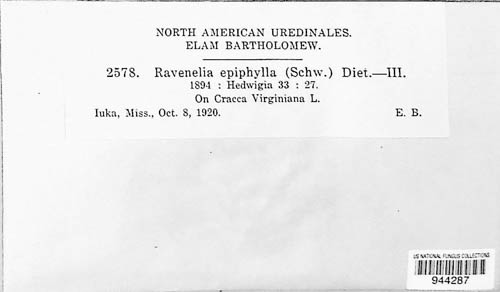 NORTH AMERICAN UREDINALES.
ELAM BARTHOLOMEW.
2578. Ravenelia epiphylla (Schw.) Diet.—III.
1894 : Hedwigia 33 : 27.
On Cracca Virginiana L.
Iuka, Miss., Oct. 8, 1920. E. B.
US NATIONAL FUNGUS COLLECTIONS
944287